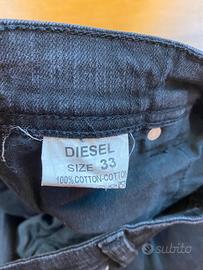 DIESEL
SIZE 33
100%COTTON-COTTON
subito